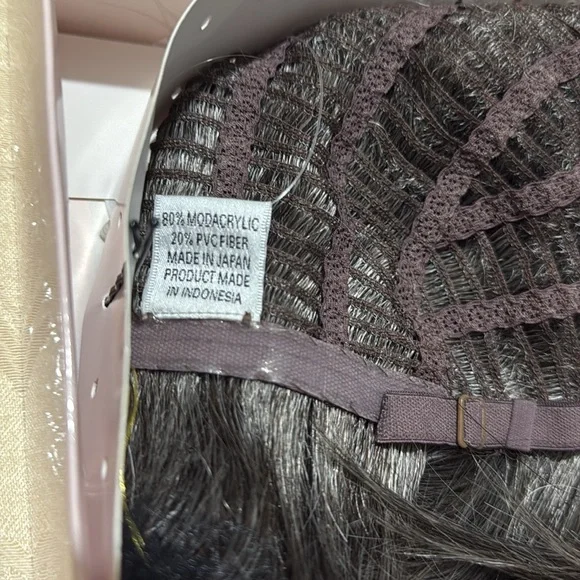 80% MODACRYLIC
20% PVC FIBER
MADE IN JAPAN
PRODUCT MADE
IN INDONESIA